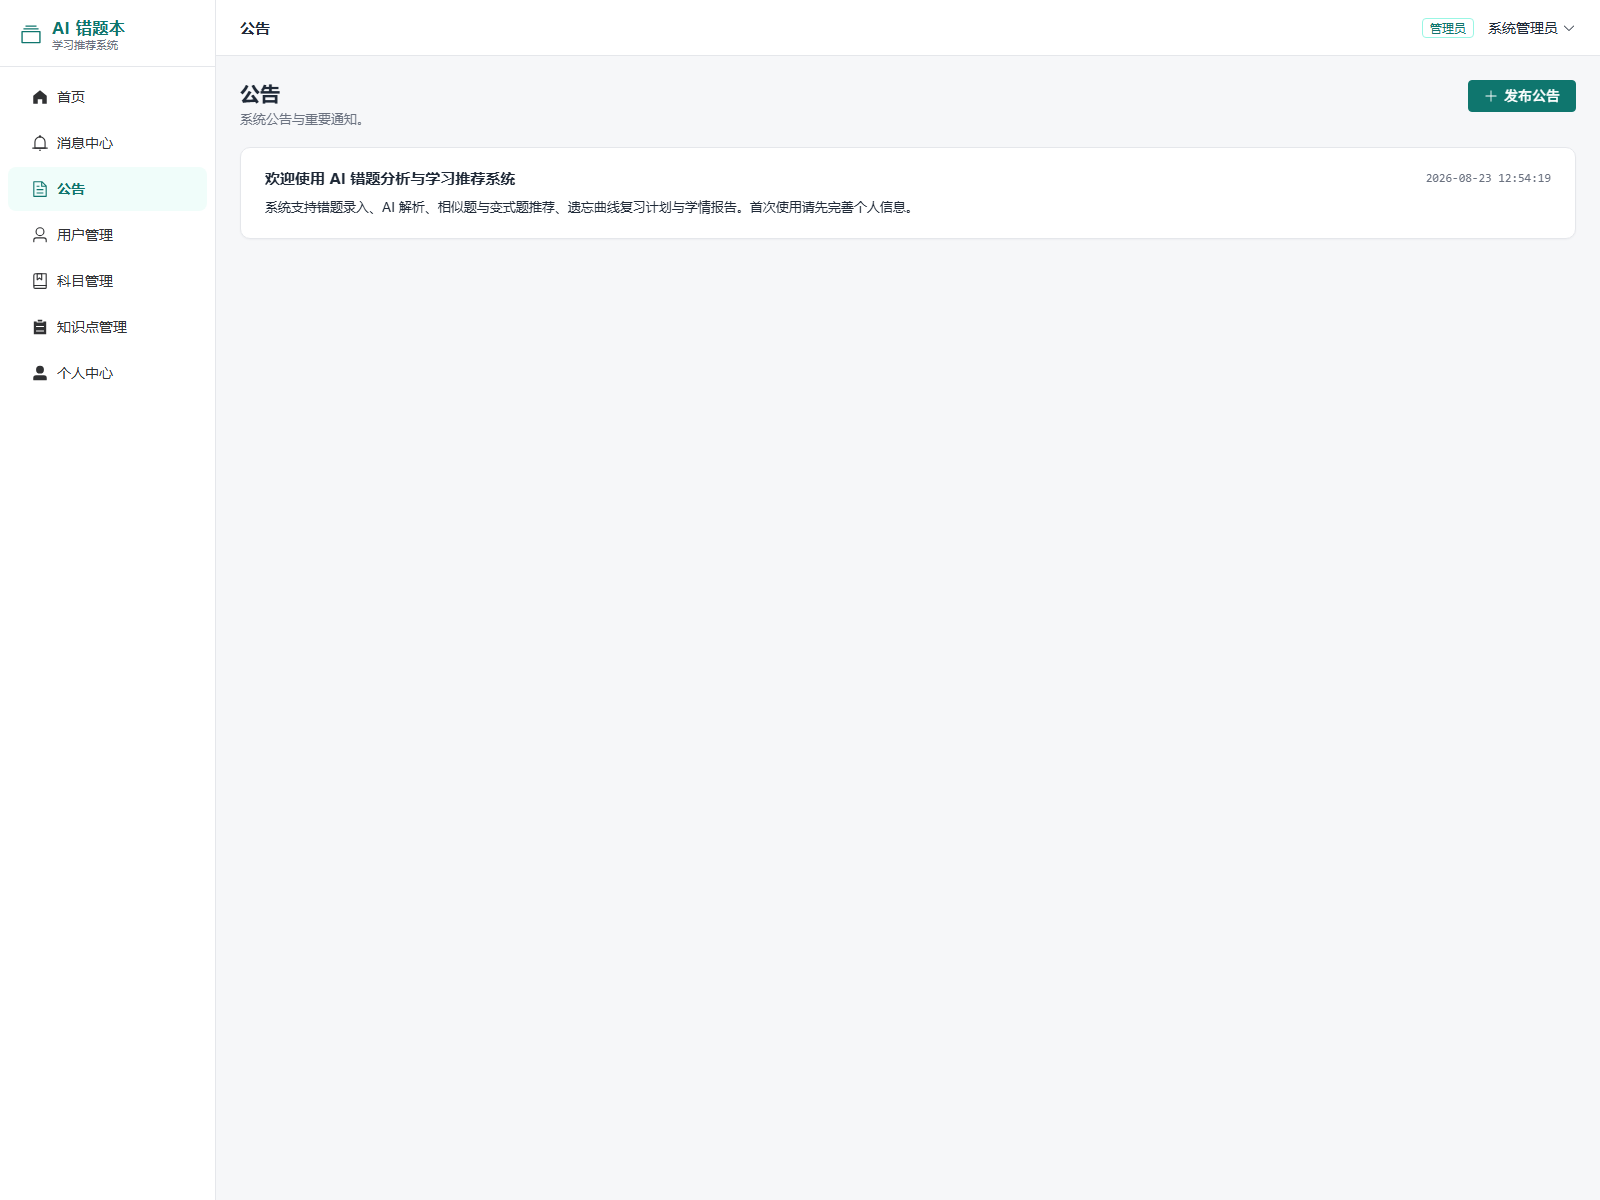 AI 错题本
学习推荐系统
首页
消息中心
公告
用户管理
科目管理
知识点管理
个人中心
公告
管理员
系统管理员
公告
系统公告与重要通知。
发布公告
欢迎使用 AI 错题分析与学习推荐系统
2026-08-23 12:54:19
系统支持错题录入、AI 解析、相似题与变式题推荐、遗忘曲线复习计划与学情报告。首次使用请先完善个人信息。